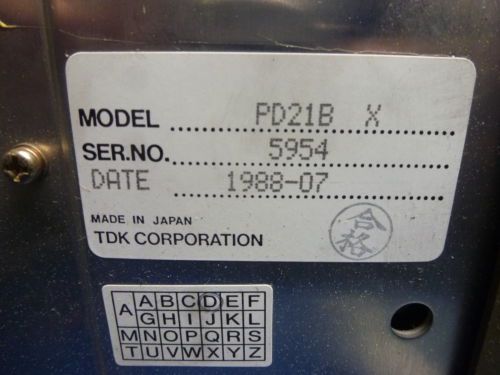 MODEL PD21B X
SER.NO. 5954
DATE 1988-07
MADE IN JAPAN
TDK CORPORATION
合格
A A B C D E F
G H I J K L
M N O P Q R S
T U V W X Y Z